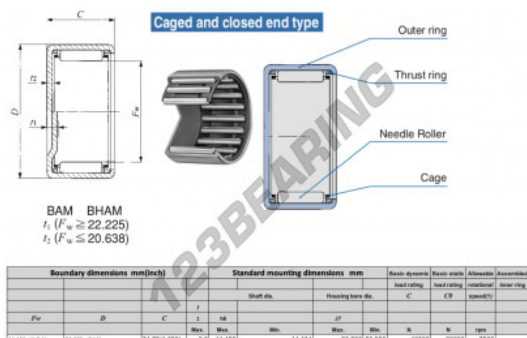 Caged and closed end type
C
D
t₂
t₁
Fw
Outer ring
Thrust ring
Needle Roller
Cage
123BEARING
BAM BHAM
t₁ (Fw ≧ 22.225)
t₂ (Fw ≦ 20.638)
Boundary dimensions mm(inch) Standard mounting dimensions mm Basic dynamic Basic static Allowable Assembled
load rating load rating rotational inner ring
Shaft dia. Housing bore dia. C C0 speed(1)
t
Fw D C h6 J7
Max. Max. Min. Max. Min. N N rpm